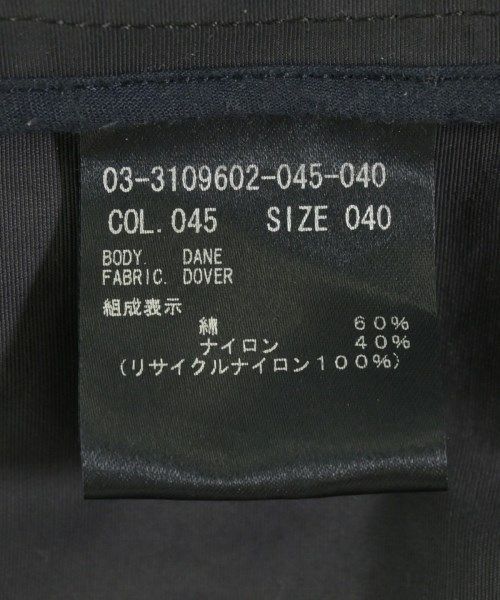 03-3109602-045-040
COL. 045 SIZE 040
BODY. DANE
FABRIC. DOVER
組成表示
綿 60%
ナイロン 40%
(リサイクルナイロン100%)